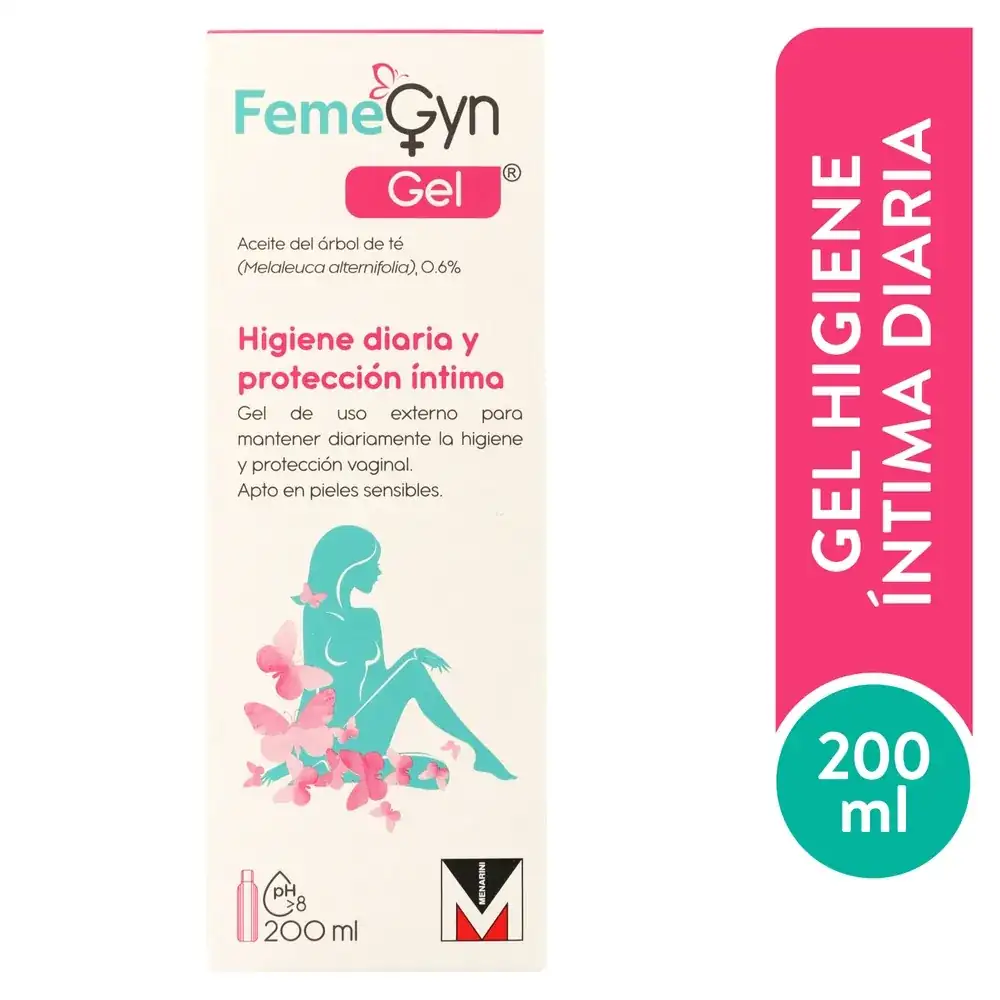 FemeGyn
Gel ®
Aceite del árbol de té
(Melaleuca alternifolia), 0.6%
Higiene diaria y
protección íntima
Gel de uso externo para
mantener diariamente la higiene
y protección vaginal.
Apto en pieles sensibles.
pH
>8
200 ml
MENARINI
GEL HIGIENE
ÍNTIMA DIARIA
200
ml